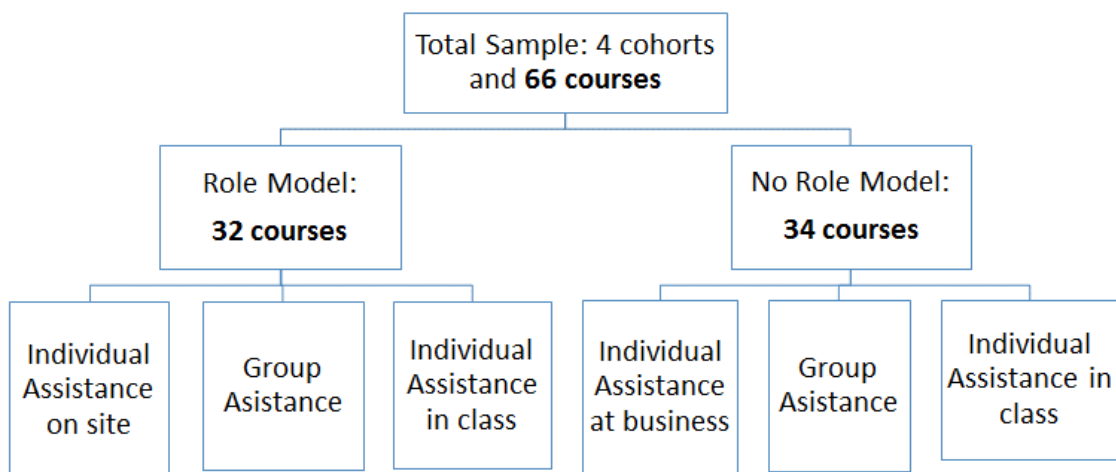 Total Sample: 4 cohorts
and 66 courses
Role Model:
32 courses
No Role Model:
34 courses
Individual
Assistance
on site
Group
Asistance
Individual
Assistance
in class
Individual
Assistance
at business
Group
Asistance
Individual
Assistance in
class